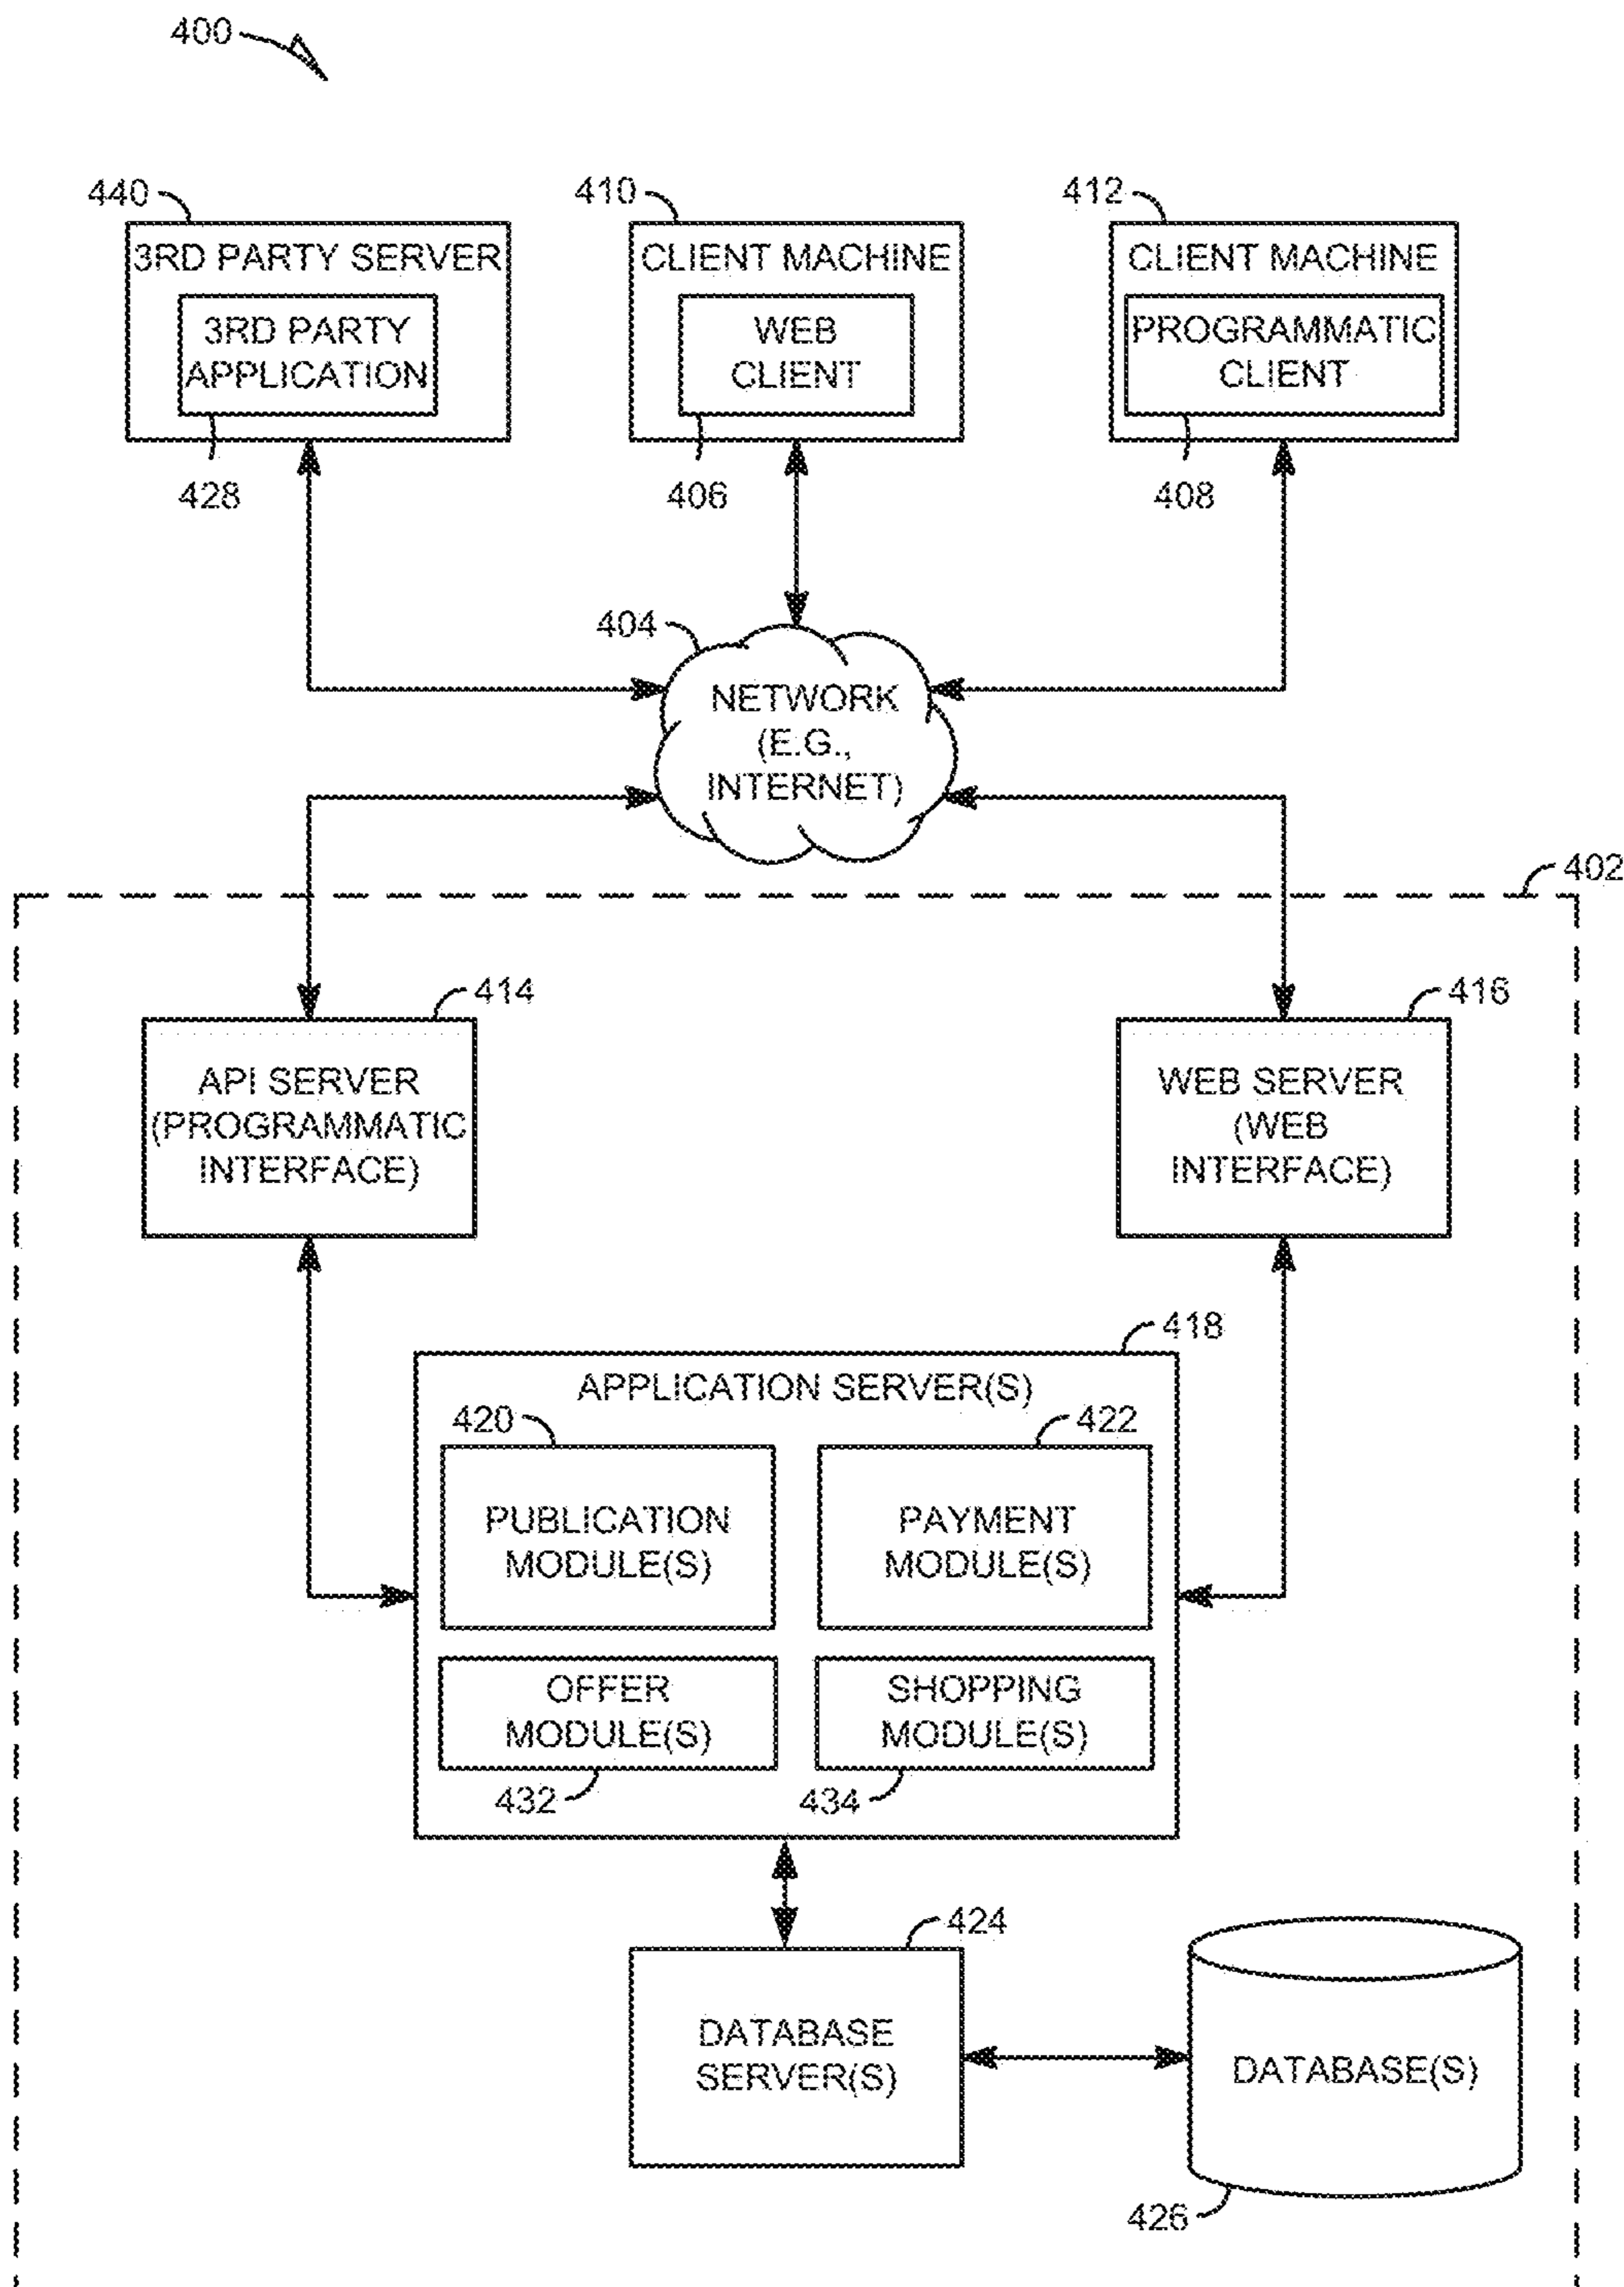 400
440
410
412
3RD PARTY SERVER
CLIENT MACHINE
CLIENT MACHINE
3RD PARTY
APPLICATION
WEB
CLIENT
PROGRAMMATIC
CLIENT
428
406
408
404
NETWORK
(E.G.,
INTERNET)
402
414
416
API SERVER
(PROGRAMMATIC
INTERFACE)
WEB SERVER
(WEB
INTERFACE)
418
APPLICATION SERVER(S)
420
422
PUBLICATION
MODULE(S)
PAYMENT
MODULE(S)
OFFER
MODULE(S)
SHOPPING
MODULE(S)
432
434
424
DATABASE
SERVER(S)
DATABASE(S)
426